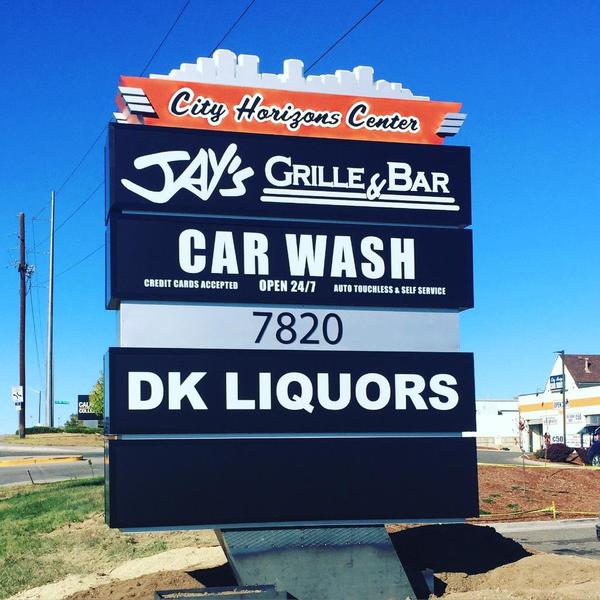 City Horizons Center
JAY'S GRILLE & BAR
CAR WASH
CREDIT CARDS ACCEPTED OPEN 24/7 AUTO TOUCHLESS & SELF SERVICE
7820
DK LIQUORS